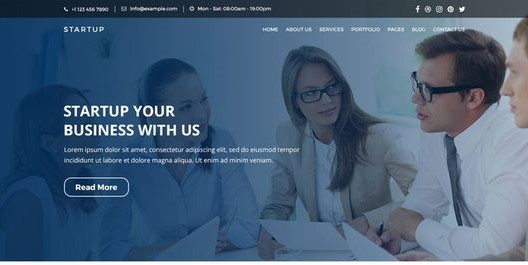 +1 123 456 7890 info@example.com Mon - Sat: 08:00am - 19:00pm
STARTUP HOME ABOUT US SERVICES PORTFOLIO PAGES BLOG CONTACT US
STARTUP YOUR
BUSINESS WITH US
Lorem ipsum dolor sit amet, consectetur adipiscing elit, sed do eiusmod tempor
incididunt ut labore et dolore magna aliqua. Ut enim ad minim veniam.
Read More